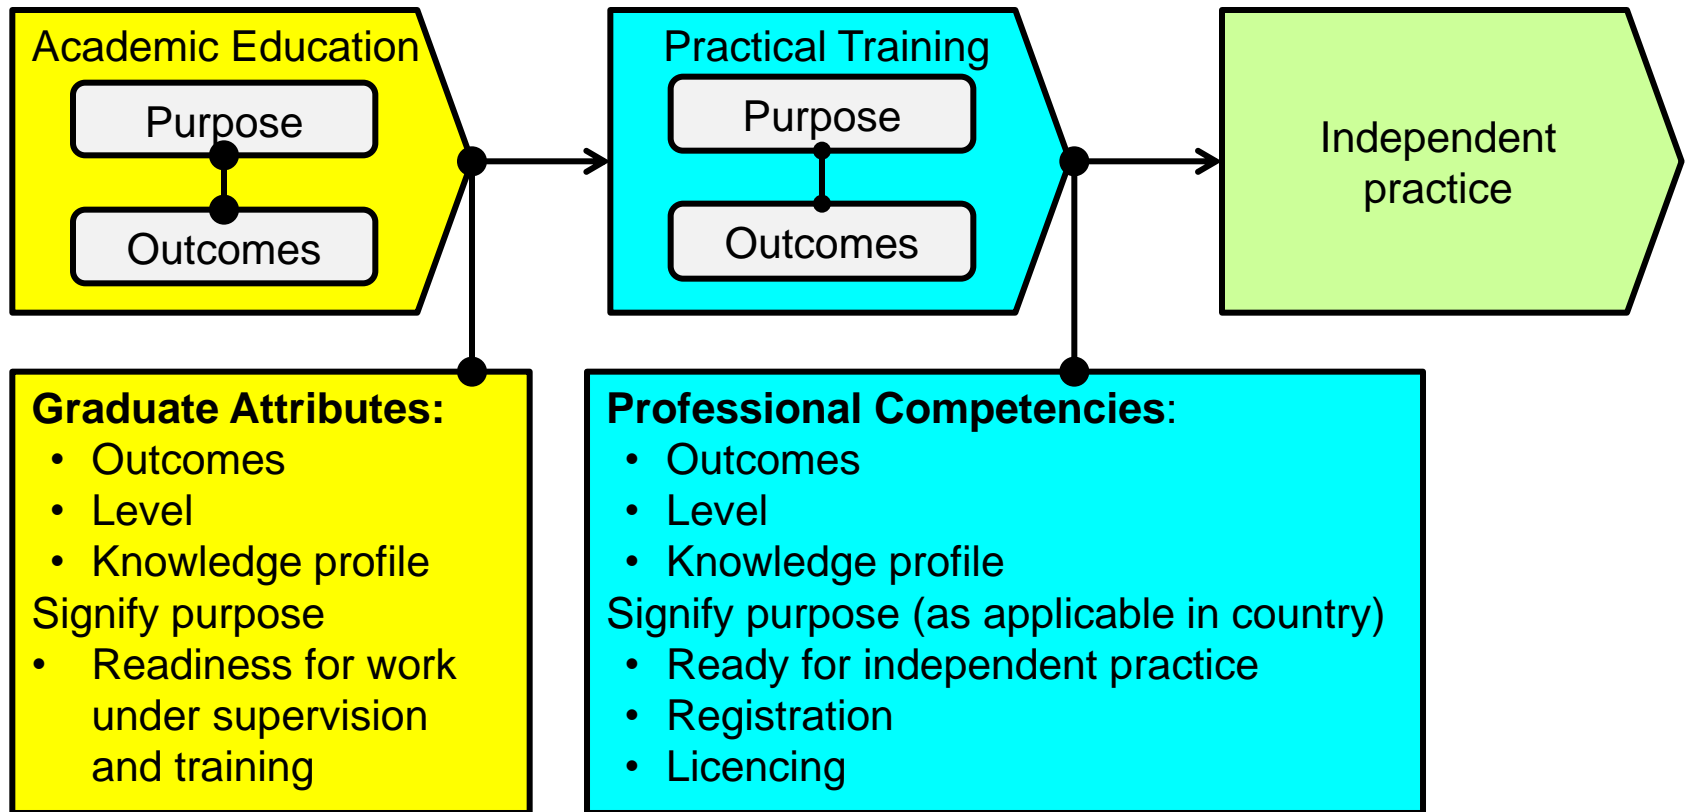 Academic Education
Purpose
Outcomes
Practical Training
Purpose
Outcomes
Independent
practice
Graduate Attributes:
• Outcomes
• Level
• Knowledge profile
Signify purpose
• Readiness for work
under supervision
and training
Professional Competencies:
• Outcomes
• Level
• Knowledge profile
Signify purpose (as applicable in country)
• Ready for independent practice
• Registration
• Licencing